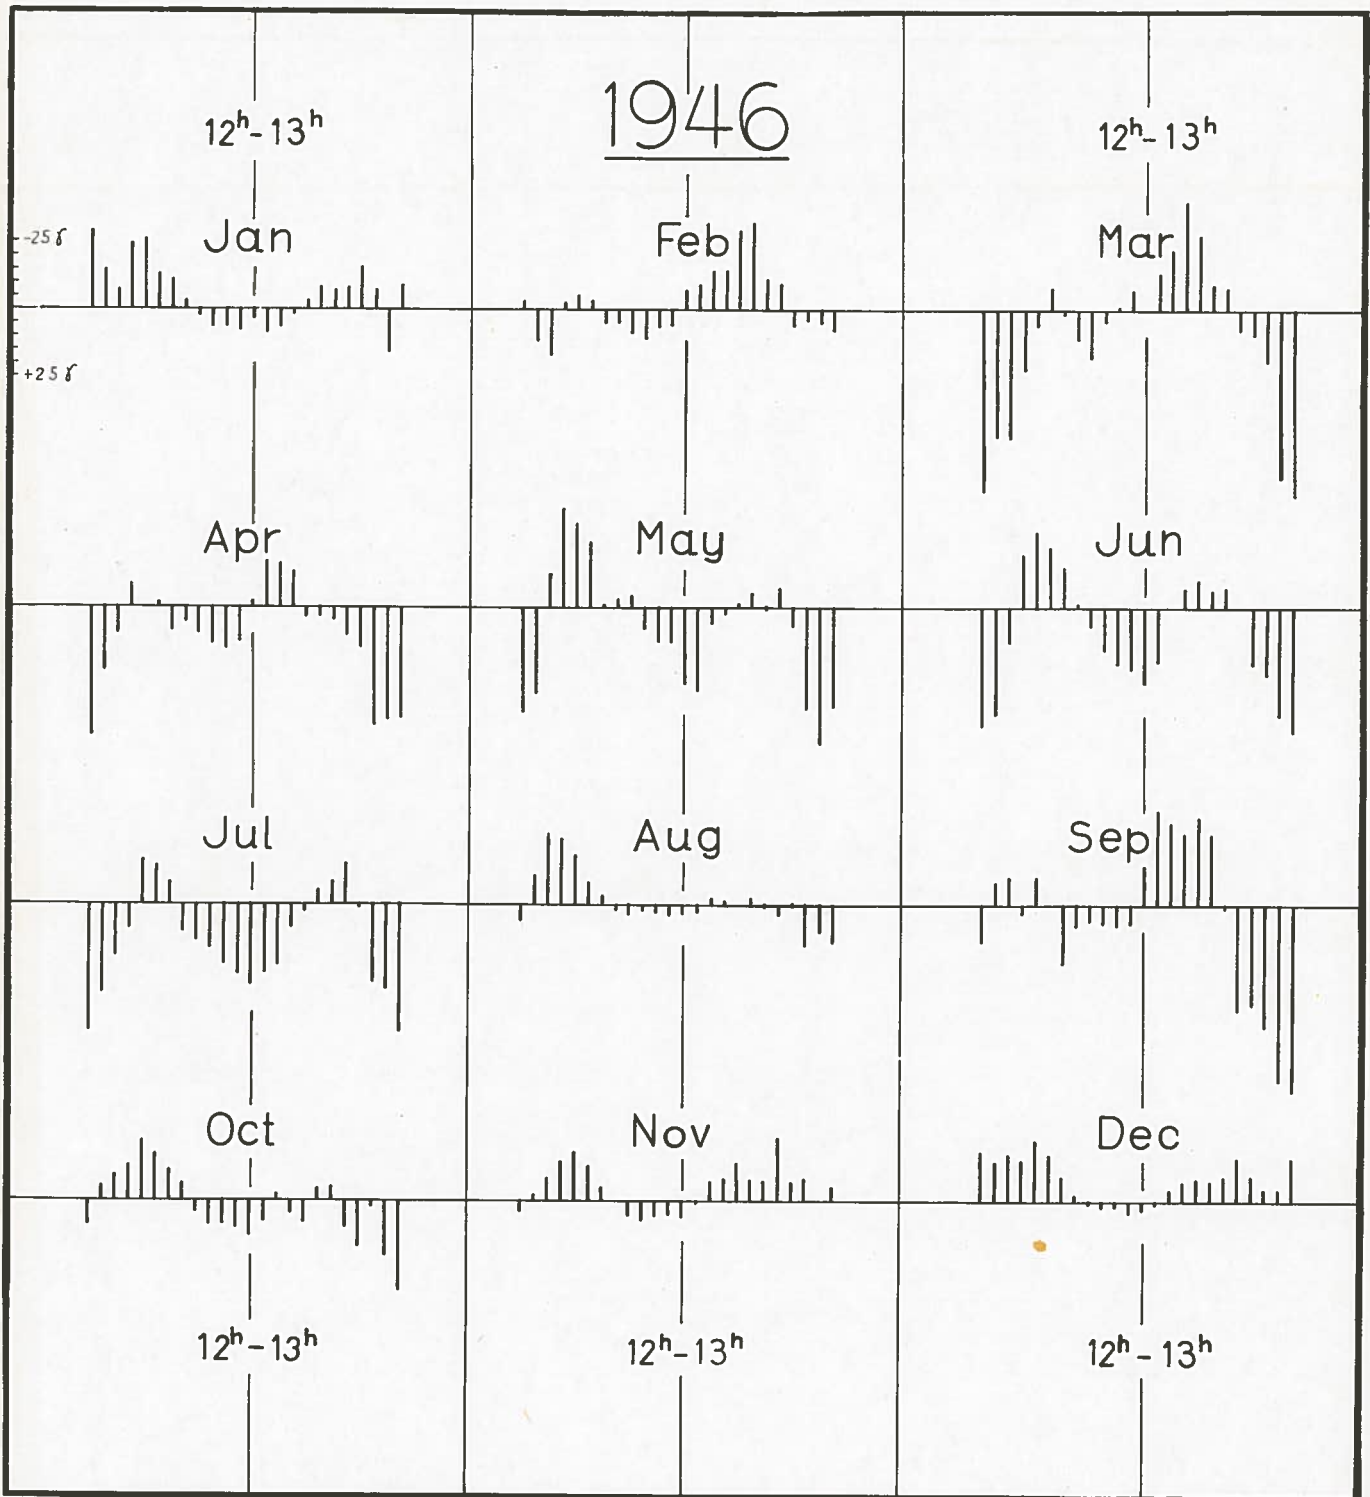 1946
12ʰ-13ʰ 12ʰ-13ʰ
-25γ Jan Feb Mar
+25γ
Apr May Jun
Jul Aug Sep
Oct Nov Dec
12ʰ-13ʰ 12ʰ-13ʰ 12ʰ-13ʰ